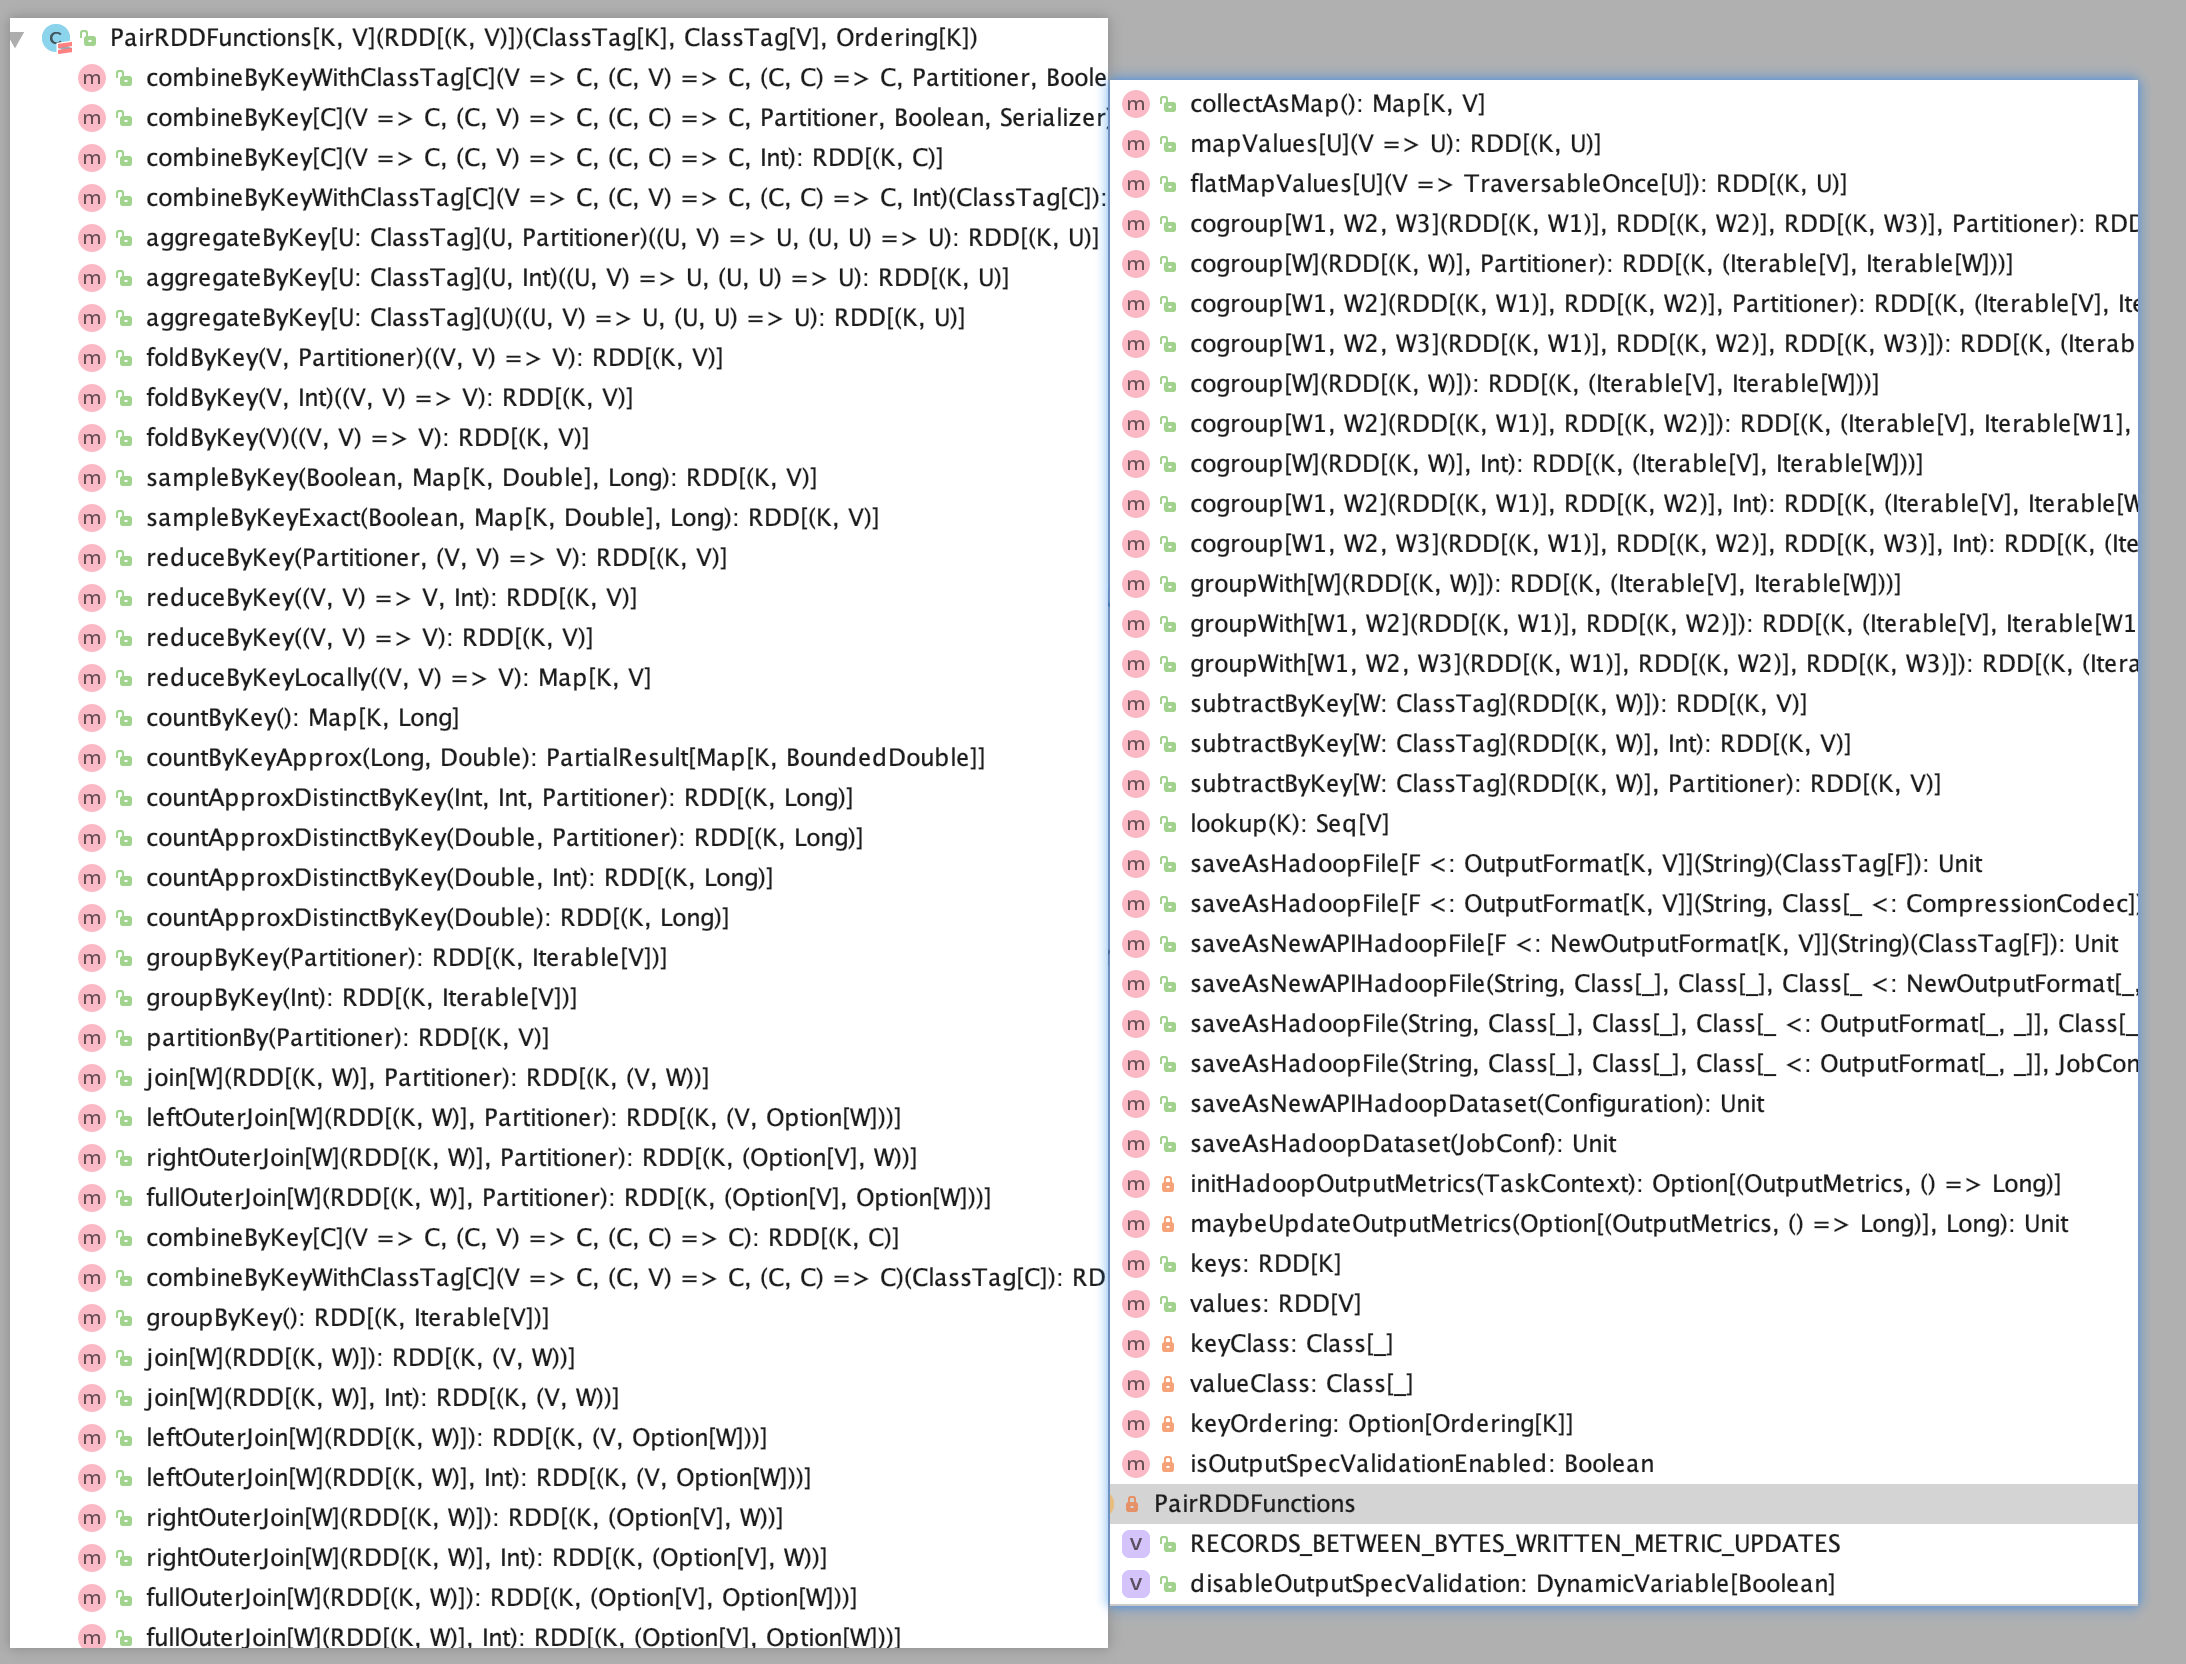 PairRDDFunctions[K, V](RDD[(K, V)])(ClassTag[K], ClassTag[V], Ordering[K])
combineByKeyWithClassTag[C](V => C, (C, V) => C, (C, C) => C, Partitioner, Boole
combineByKey[C](V => C, (C, V) => C, (C, C) => C, Partitioner, Boolean, Serializer)
combineByKey[C](V => C, (C, V) => C, (C, C) => C, Int): RDD[(K, C)]
combineByKeyWithClassTag[C](V => C, (C, V) => C, (C, C) => C, Int)(ClassTag[C]):
aggregateByKey[U: ClassTag](U, Partitioner)((U, V) => U, (U, U) => U): RDD[(K, U)]
aggregateByKey[U: ClassTag](U, Int)((U, V) => U, (U, U) => U): RDD[(K, U)]
aggregateByKey[U: ClassTag](U)((U, V) => U, (U, U) => U): RDD[(K, U)]
foldByKey(V, Partitioner)((V, V) => V): RDD[(K, V)]
foldByKey(V, Int)((V, V) => V): RDD[(K, V)]
foldByKey(V)((V, V) => V): RDD[(K, V)]
sampleByKey(Boolean, Map[K, Double], Long): RDD[(K, V)]
sampleByKeyExact(Boolean, Map[K, Double], Long): RDD[(K, V)]
reduceByKey(Partitioner, (V, V) => V): RDD[(K, V)]
reduceByKey((V, V) => V, Int): RDD[(K, V)]
reduceByKey((V, V) => V): RDD[(K, V)]
reduceByKeyLocally((V, V) => V): Map[K, V]
countByKey(): Map[K, Long]
countByKeyApprox(Long, Double): PartialResult[Map[K, BoundedDouble]]
countApproxDistinctByKey(Int, Int, Partitioner): RDD[(K, Long)]
countApproxDistinctByKey(Double, Partitioner): RDD[(K, Long)]
countApproxDistinctByKey(Double, Int): RDD[(K, Long)]
countApproxDistinctByKey(Double): RDD[(K, Long)]
groupByKey(Partitioner): RDD[(K, Iterable[V])]
groupByKey(Int): RDD[(K, Iterable[V])]
partitionBy(Partitioner): RDD[(K, V)]
join[W](RDD[(K, W)], Partitioner): RDD[(K, (V, W))]
leftOuterJoin[W](RDD[(K, W)], Partitioner): RDD[(K, (V, Option[W]))]
rightOuterJoin[W](RDD[(K, W)], Partitioner): RDD[(K, (Option[V], W))]
fullOuterJoin[W](RDD[(K, W)], Partitioner): RDD[(K, (Option[V], Option[W]))]
combineByKey[C](V => C, (C, V) => C, (C, C) => C): RDD[(K, C)]
combineByKeyWithClassTag[C](V => C, (C, V) => C, (C, C) => C)(ClassTag[C]): RD
groupByKey(): RDD[(K, Iterable[V])]
join[W](RDD[(K, W)]): RDD[(K, (V, W))]
join[W](RDD[(K, W)], Int): RDD[(K, (V, W))]
leftOuterJoin[W](RDD[(K, W)]): RDD[(K, (V, Option[W]))]
leftOuterJoin[W](RDD[(K, W)], Int): RDD[(K, (V, Option[W]))]
rightOuterJoin[W](RDD[(K, W)]): RDD[(K, (Option[V], W))]
rightOuterJoin[W](RDD[(K, W)], Int): RDD[(K, (Option[V], W))]
fullOuterJoin[W](RDD[(K, W)]): RDD[(K, (Option[V], Option[W]))]
fullOuterJoin[W](RDD[(K, W)], Int): RDD[(K, (Option[V], Option[W]))]
collectAsMap(): Map[K, V]
mapValues[U](V => U): RDD[(K, U)]
flatMapValues[U](V => TraversableOnce[U]): RDD[(K, U)]
cogroup[W1, W2, W3](RDD[(K, W1)], RDD[(K, W2)], RDD[(K, W3)], Partitioner): RDD
cogroup[W](RDD[(K, W)], Partitioner): RDD[(K, (Iterable[V], Iterable[W]))]
cogroup[W1, W2](RDD[(K, W1)], RDD[(K, W2)], Partitioner): RDD[(K, (Iterable[V], Ite
cogroup[W1, W2, W3](RDD[(K, W1)], RDD[(K, W2)], RDD[(K, W3)]): RDD[(K, (Iterab
cogroup[W](RDD[(K, W)]): RDD[(K, (Iterable[V], Iterable[W]))]
cogroup[W1, W2](RDD[(K, W1)], RDD[(K, W2)]): RDD[(K, (Iterable[V], Iterable[W1],
cogroup[W](RDD[(K, W)], Int): RDD[(K, (Iterable[V], Iterable[W]))]
cogroup[W1, W2](RDD[(K, W1)], RDD[(K, W2)], Int): RDD[(K, (Iterable[V], Iterable[W
cogroup[W1, W2, W3](RDD[(K, W1)], RDD[(K, W2)], RDD[(K, W3)], Int): RDD[(K, (Ite
groupWith[W](RDD[(K, W)]): RDD[(K, (Iterable[V], Iterable[W]))]
groupWith[W1, W2](RDD[(K, W1)], RDD[(K, W2)]): RDD[(K, (Iterable[V], Iterable[W1
groupWith[W1, W2, W3](RDD[(K, W1)], RDD[(K, W2)], RDD[(K, W3)]): RDD[(K, (Itera
subtractByKey[W: ClassTag](RDD[(K, W)]): RDD[(K, V)]
subtractByKey[W: ClassTag](RDD[(K, W)], Int): RDD[(K, V)]
subtractByKey[W: ClassTag](RDD[(K, W)], Partitioner): RDD[(K, V)]
lookup(K): Seq[V]
saveAsHadoopFile[F <: OutputFormat[K, V]](String)(ClassTag[F]): Unit
saveAsHadoopFile[F <: OutputFormat[K, V]](String, Class[_ <: CompressionCodec])
saveAsNewAPIHadoopFile[F <: NewOutputFormat[K, V]](String)(ClassTag[F]): Unit
saveAsNewAPIHadoopFile(String, Class[_], Class[_], Class[_ <: NewOutputFormat[_,
saveAsHadoopFile(String, Class[_], Class[_], Class[_ <: OutputFormat[_, _]], Class[_
saveAsHadoopFile(String, Class[_], Class[_], Class[_ <: OutputFormat[_, _]], JobCon
saveAsNewAPIHadoopDataset(Configuration): Unit
saveAsHadoopDataset(JobConf): Unit
initHadoopOutputMetrics(TaskContext): Option[(OutputMetrics, () => Long)]
maybeUpdateOutputMetrics(Option[(OutputMetrics, () => Long)], Long): Unit
keys: RDD[K]
values: RDD[V]
keyClass: Class[_]
valueClass: Class[_]
keyOrdering: Option[Ordering[K]]
isOutputSpecValidationEnabled: Boolean
PairRDDFunctions
RECORDS_BETWEEN_BYTES_WRITTEN_METRIC_UPDATES
disableOutputSpecValidation: DynamicVariable[Boolean]